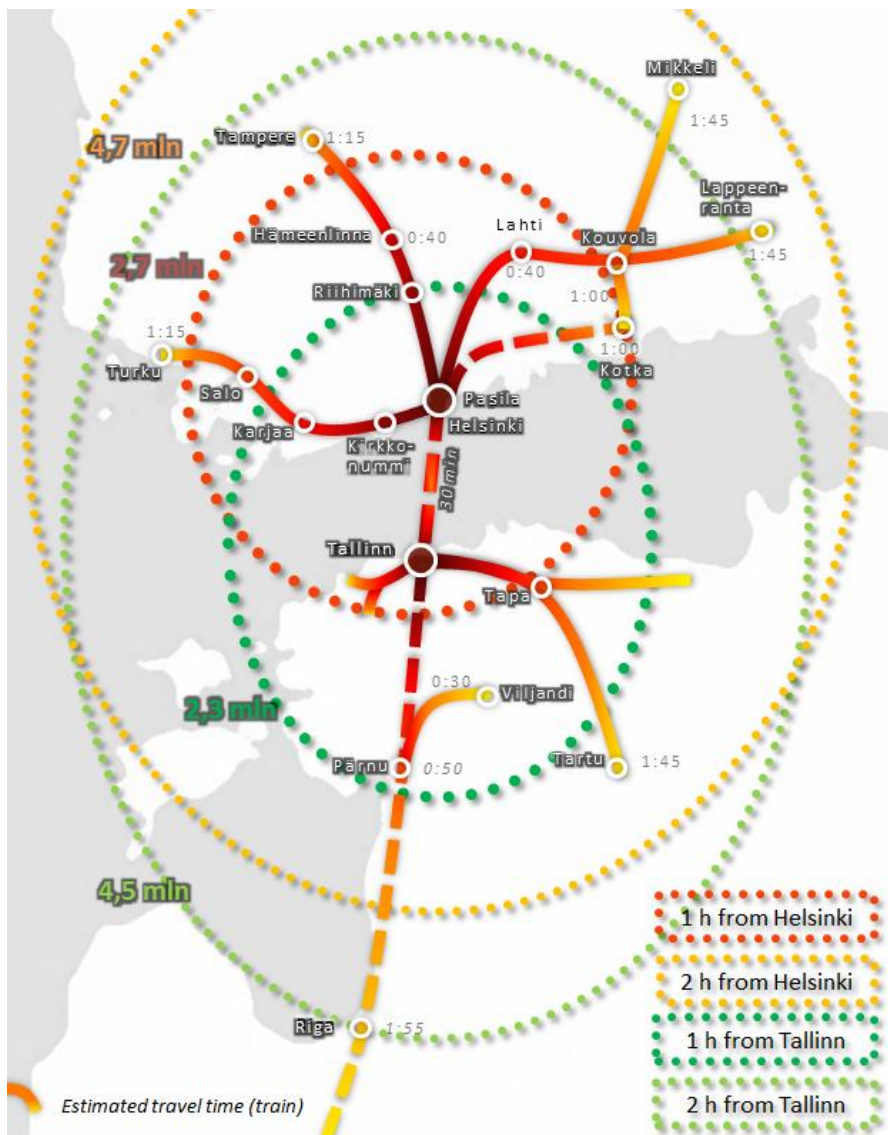 Mikkeli
1:45
4,7 mln
Tampere
1:15
Lappeen-
ranta
1:45
Lahti
0:40
Kouvola
Hämeenlinna
0:40
2,7 mln
Riihimäki
1:00
1:00
Kotka
1:15
Turku
Salo
Karjaa
Kirkko-
nummi
Pasila
Helsinki
30 min
Tallinn
Tapa
0:30
Viljandi
2,3 mln
Pärnu
0:50
Tartu
1:45
4,5 mln
1 h from Helsinki
2 h from Helsinki
Riga
1:55
1 h from Tallinn
Estimated travel time (train)
2 h from Tallinn